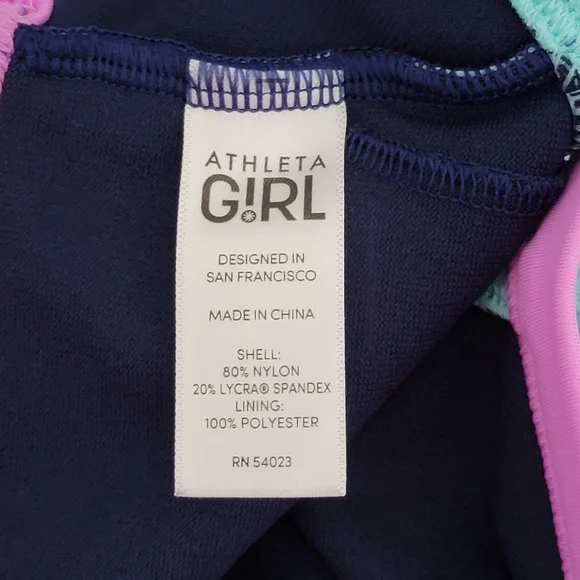 ATHLETA
G!RL
DESIGNED IN
SAN FRANCISCO
MADE IN CHINA
SHELL:
80% NYLON
20% LYCRA® SPANDEX
LINING:
100% POLYESTER
RN 54023